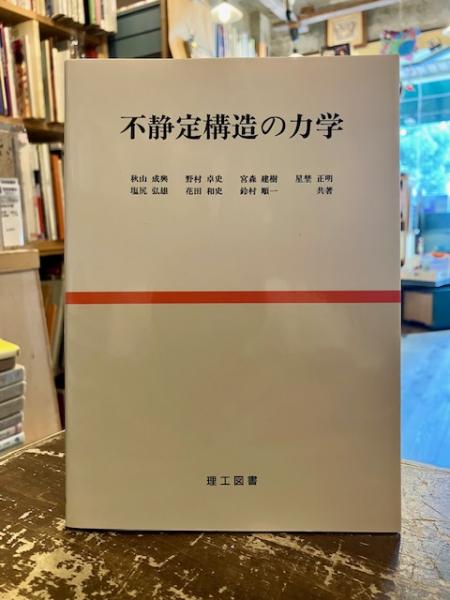 不静定構造の力学
秋山 成興 野村 卓史 宮森 建樹 星埜 正明
塩尻 弘雄 花田 和史 鈴村 順一 共著
理工図書